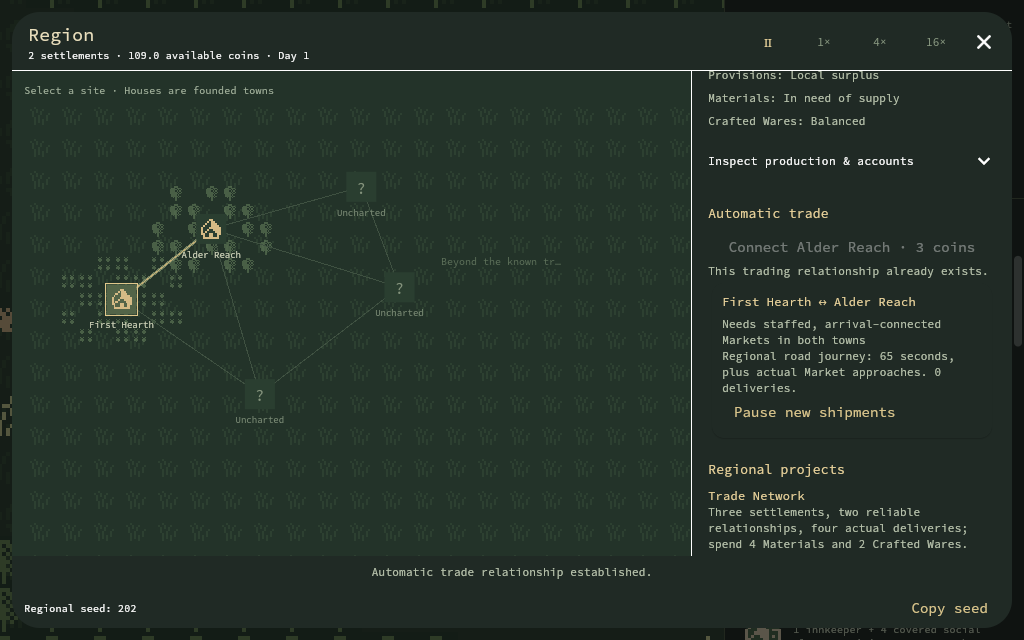 Region
2 settlements · 109.0 available coins · Day 1
1×
4×
16×
Select a site · Houses are founded towns
?
Uncharted
Alder Reach
Beyond the known tr…
?
Uncharted
First Hearth
?
Uncharted
Provisions: Local surplus
Materials: In need of supply
Crafted Wares: Balanced
Inspect production & accounts
Automatic trade
Connect Alder Reach · 3 coins
This trading relationship already exists.
First Hearth ↔ Alder Reach
Needs staffed, arrival-connected
Markets in both towns
Regional road journey: 65 seconds,
plus actual Market approaches. 0
deliveries.
Pause new shipments
Regional projects
Trade Network
Three settlements, two reliable
relationships, four actual deliveries;
spend 4 Materials and 2 Crafted Wares.
Automatic trade relationship established.
Regional seed: 202
Copy seed
1 innkeeper + 4 covered social